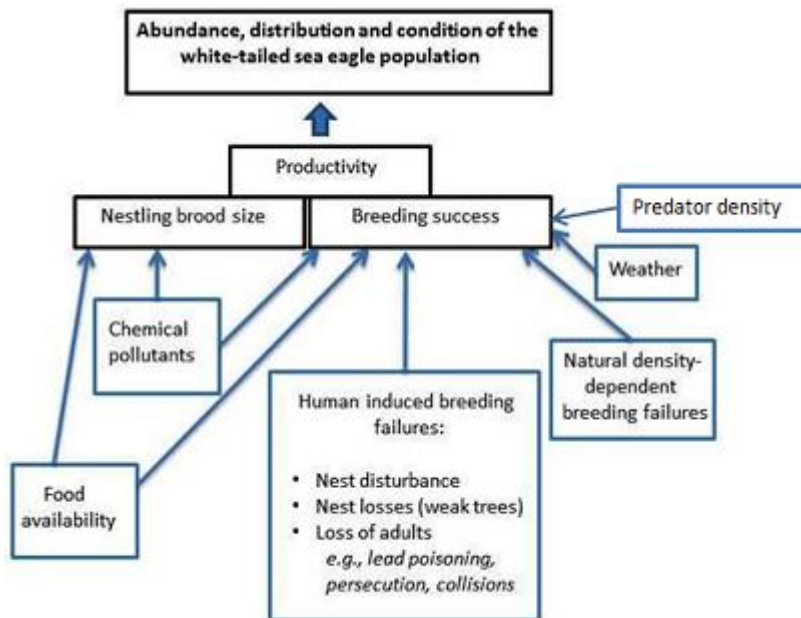 Abundance, distribution and condition of the
white-tailed sea eagle population
Productivity
Nestling brood size
Breeding success
Predator density
Weather
Chemical
pollutants
Natural density-
dependent
breeding failures
Human induced breeding
failures:
• Nest disturbance
• Nest losses (weak trees)
• Loss of adults
e.g., lead poisoning,
persecution, collisions
Food
availability